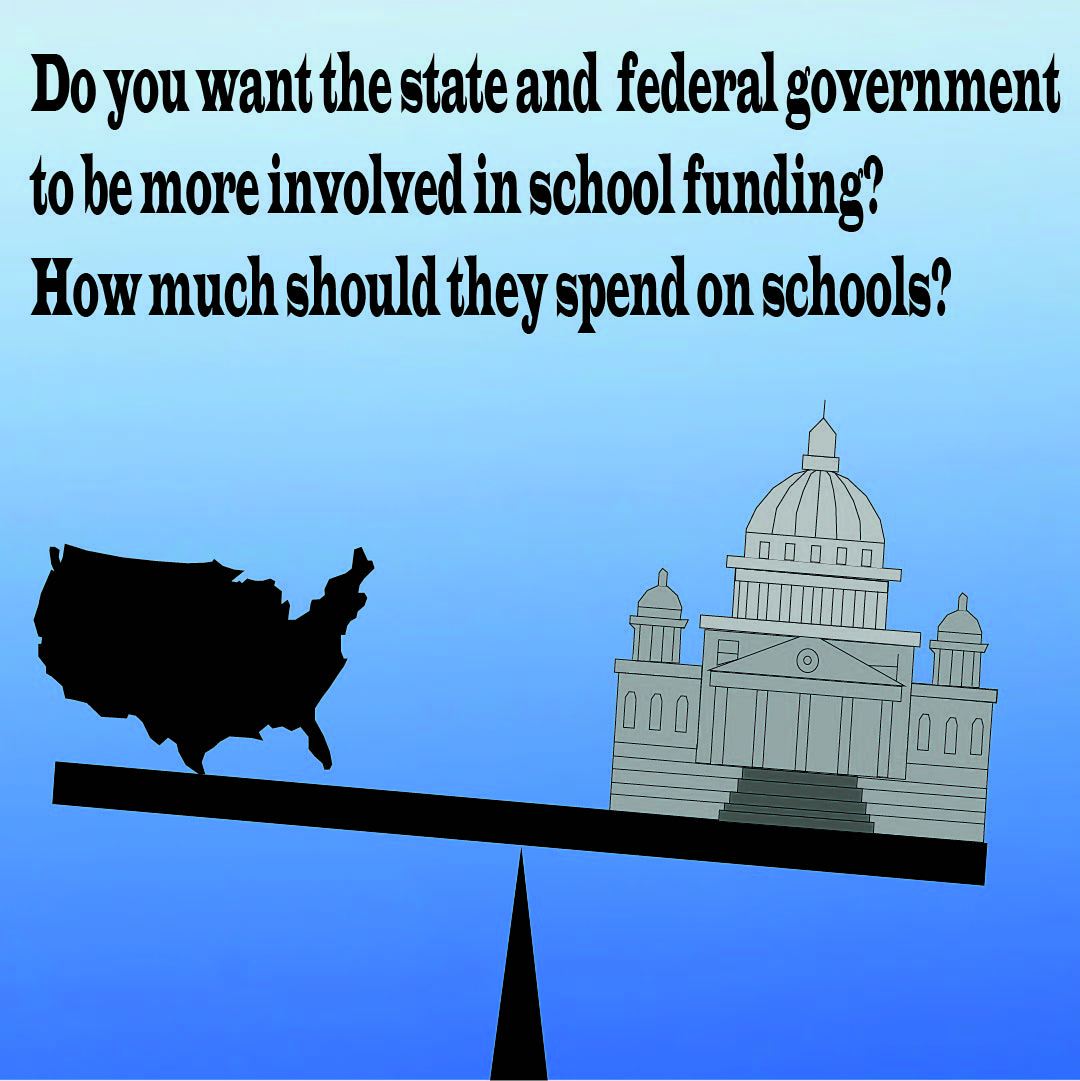 Do you want the state and federal government
to be more involved in school funding?
How much should they spend on schools?